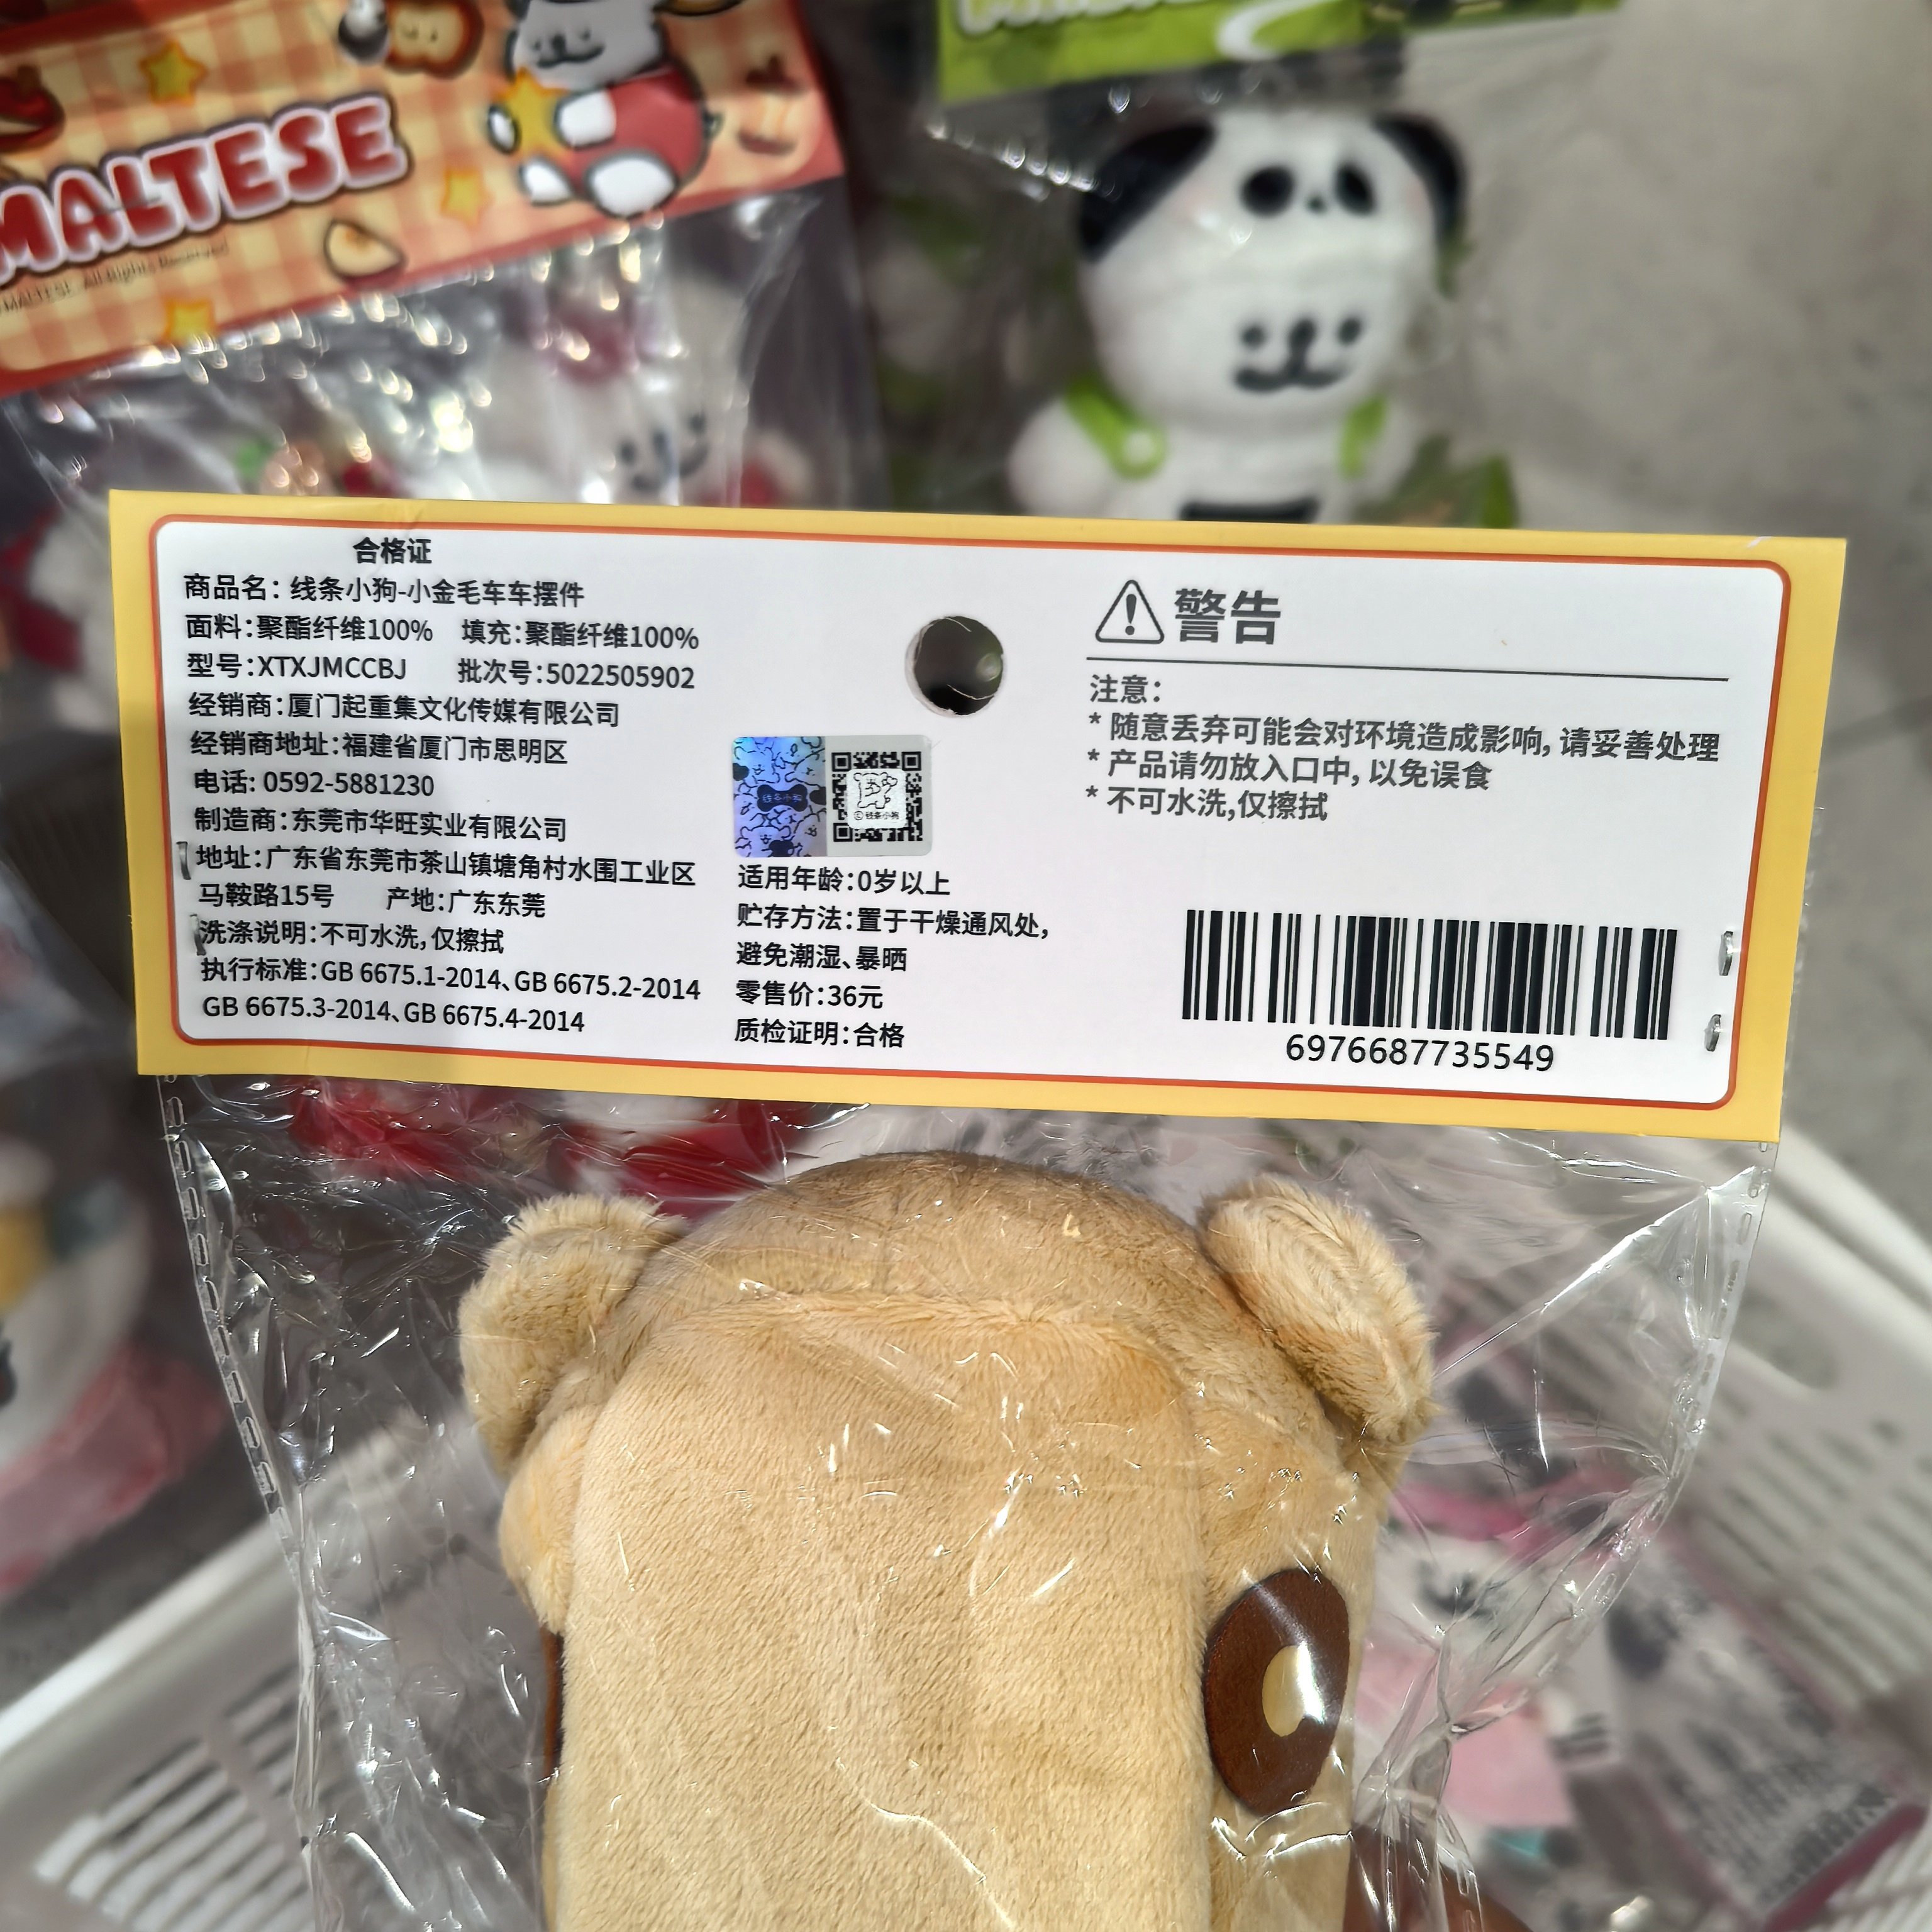 MALTESE
MALTESE. All Rights Reserved
合格证
商品名：线条小狗-小金毛车车摆件
面料：聚酯纤维100% 填充：聚酯纤维100%
型号：XTXJMCCBJ 批次号：5022505902
经销商：厦门起重集文化传媒有限公司
经销商地址：福建省厦门市思明区
电话: 0592-5881230
制造商：东莞市华旺实业有限公司
地址：广东省东莞市茶山镇塘角村水围工业区
马鞍路15号 产地：广东东莞
洗涤说明：不可水洗，仅擦拭
执行标准：GB 6675.1-2014、GB 6675.2-2014
GB 6675.3-2014、GB 6675.4-2014
线条小狗
©线条小狗
适用年龄：0岁以上
贮存方法：置于干燥通风处，
避免潮湿、暴晒
零售价：36元
质检证明：合格
警告
注意：
* 随意丢弃可能会对环境造成影响，请妥善处理
* 产品请勿放入口中，以免误食
* 不可水洗,仅擦拭
6976687735549